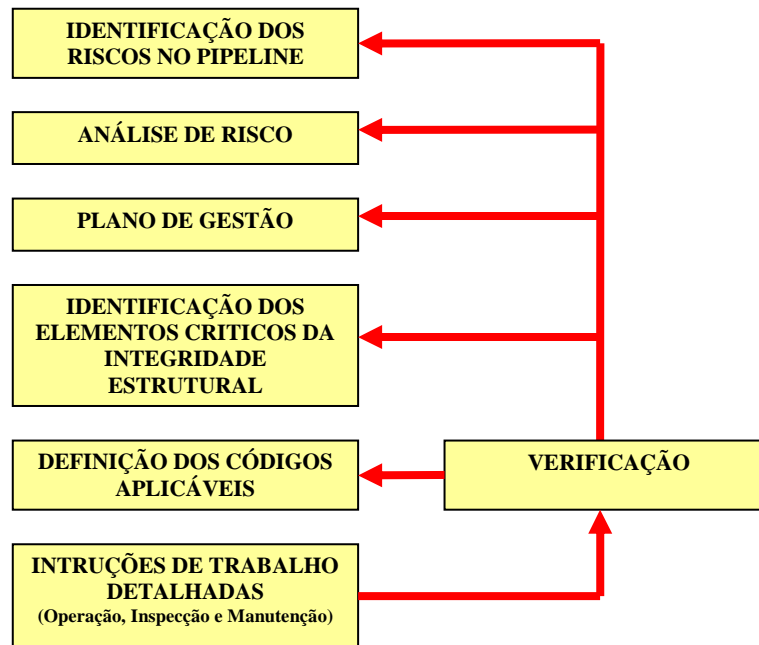 IDENTIFICAÇÃO DOS
RISCOS NO PIPELINE
ANÁLISE DE RISCO
PLANO DE GESTÃO
IDENTIFICAÇÃO DOS
ELEMENTOS CRITICOS DA
INTEGRIDADE
ESTRUTURAL
DEFINIÇÃO DOS CÓDIGOS
APLICÁVEIS
VERIFICAÇÃO
INTRUÇÕES DE TRABALHO
DETALHADAS
(Operação, Inspecção e Manutenção)